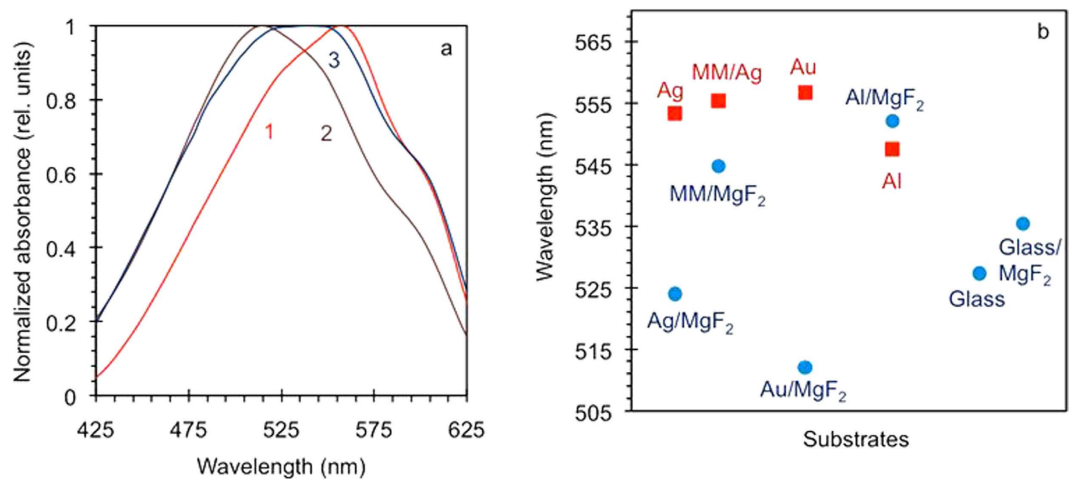 a
1
0.8
0.6
0.4
0.2
0
1
2
3
425
475
525
575
625
Normalized absorbance (rel. units)
Wavelength (nm)
b
565
555
545
535
525
515
505
Wavelength (nm)
Ag
MM/Ag
Au
Al/MgF₂
MM/MgF₂
Al
Glass/
MgF₂
Glass
Ag/MgF₂
Au/MgF₂
Substrates